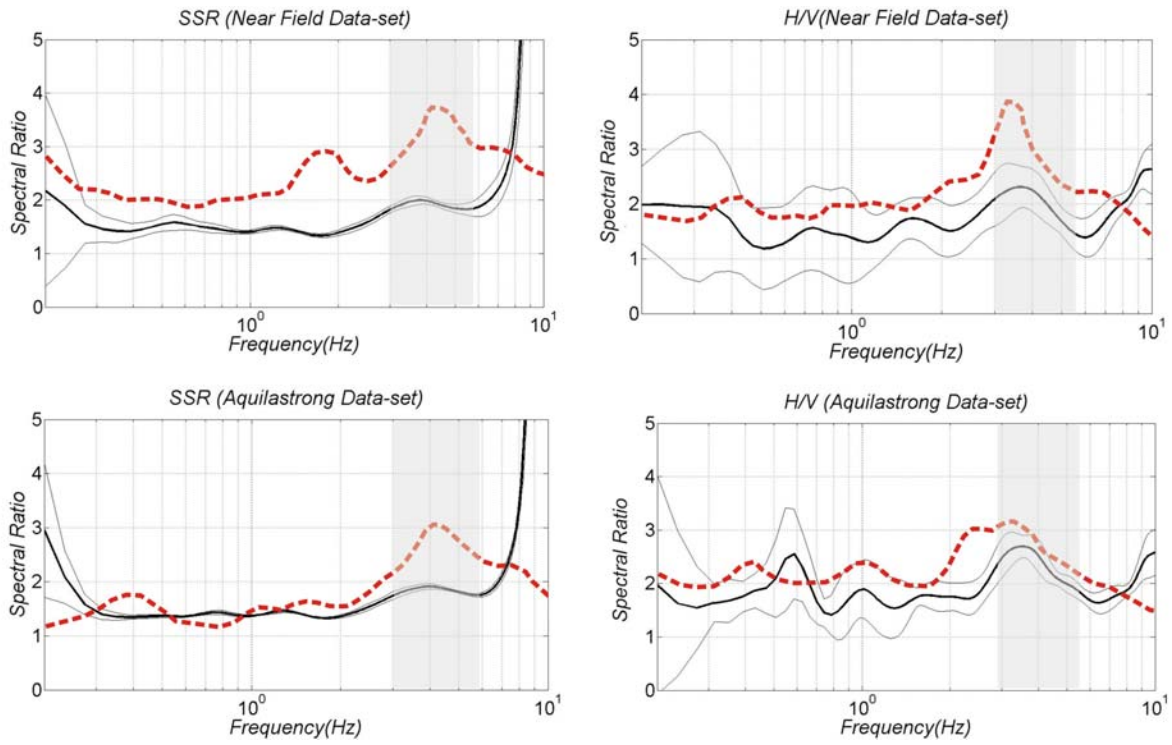 SSR (Near Field Data-set)
Spectral Ratio
5
4
3
2
1
0
10^0
10^1
Frequency(Hz)
H/V(Near Field Data-set)
Spectral Ratio
5
4
3
2
1
0
10^0
10^1
Frequency(Hz)
SSR (Aquilastrong Data-set)
Spectral Ratio
5
4
3
2
1
0
10^0
10^1
Frequency(Hz)
H/V (Aquilastrong Data-set)
Spectral Ratio
5
4
3
2
1
0
10^0
10^1
Frequency(Hz)